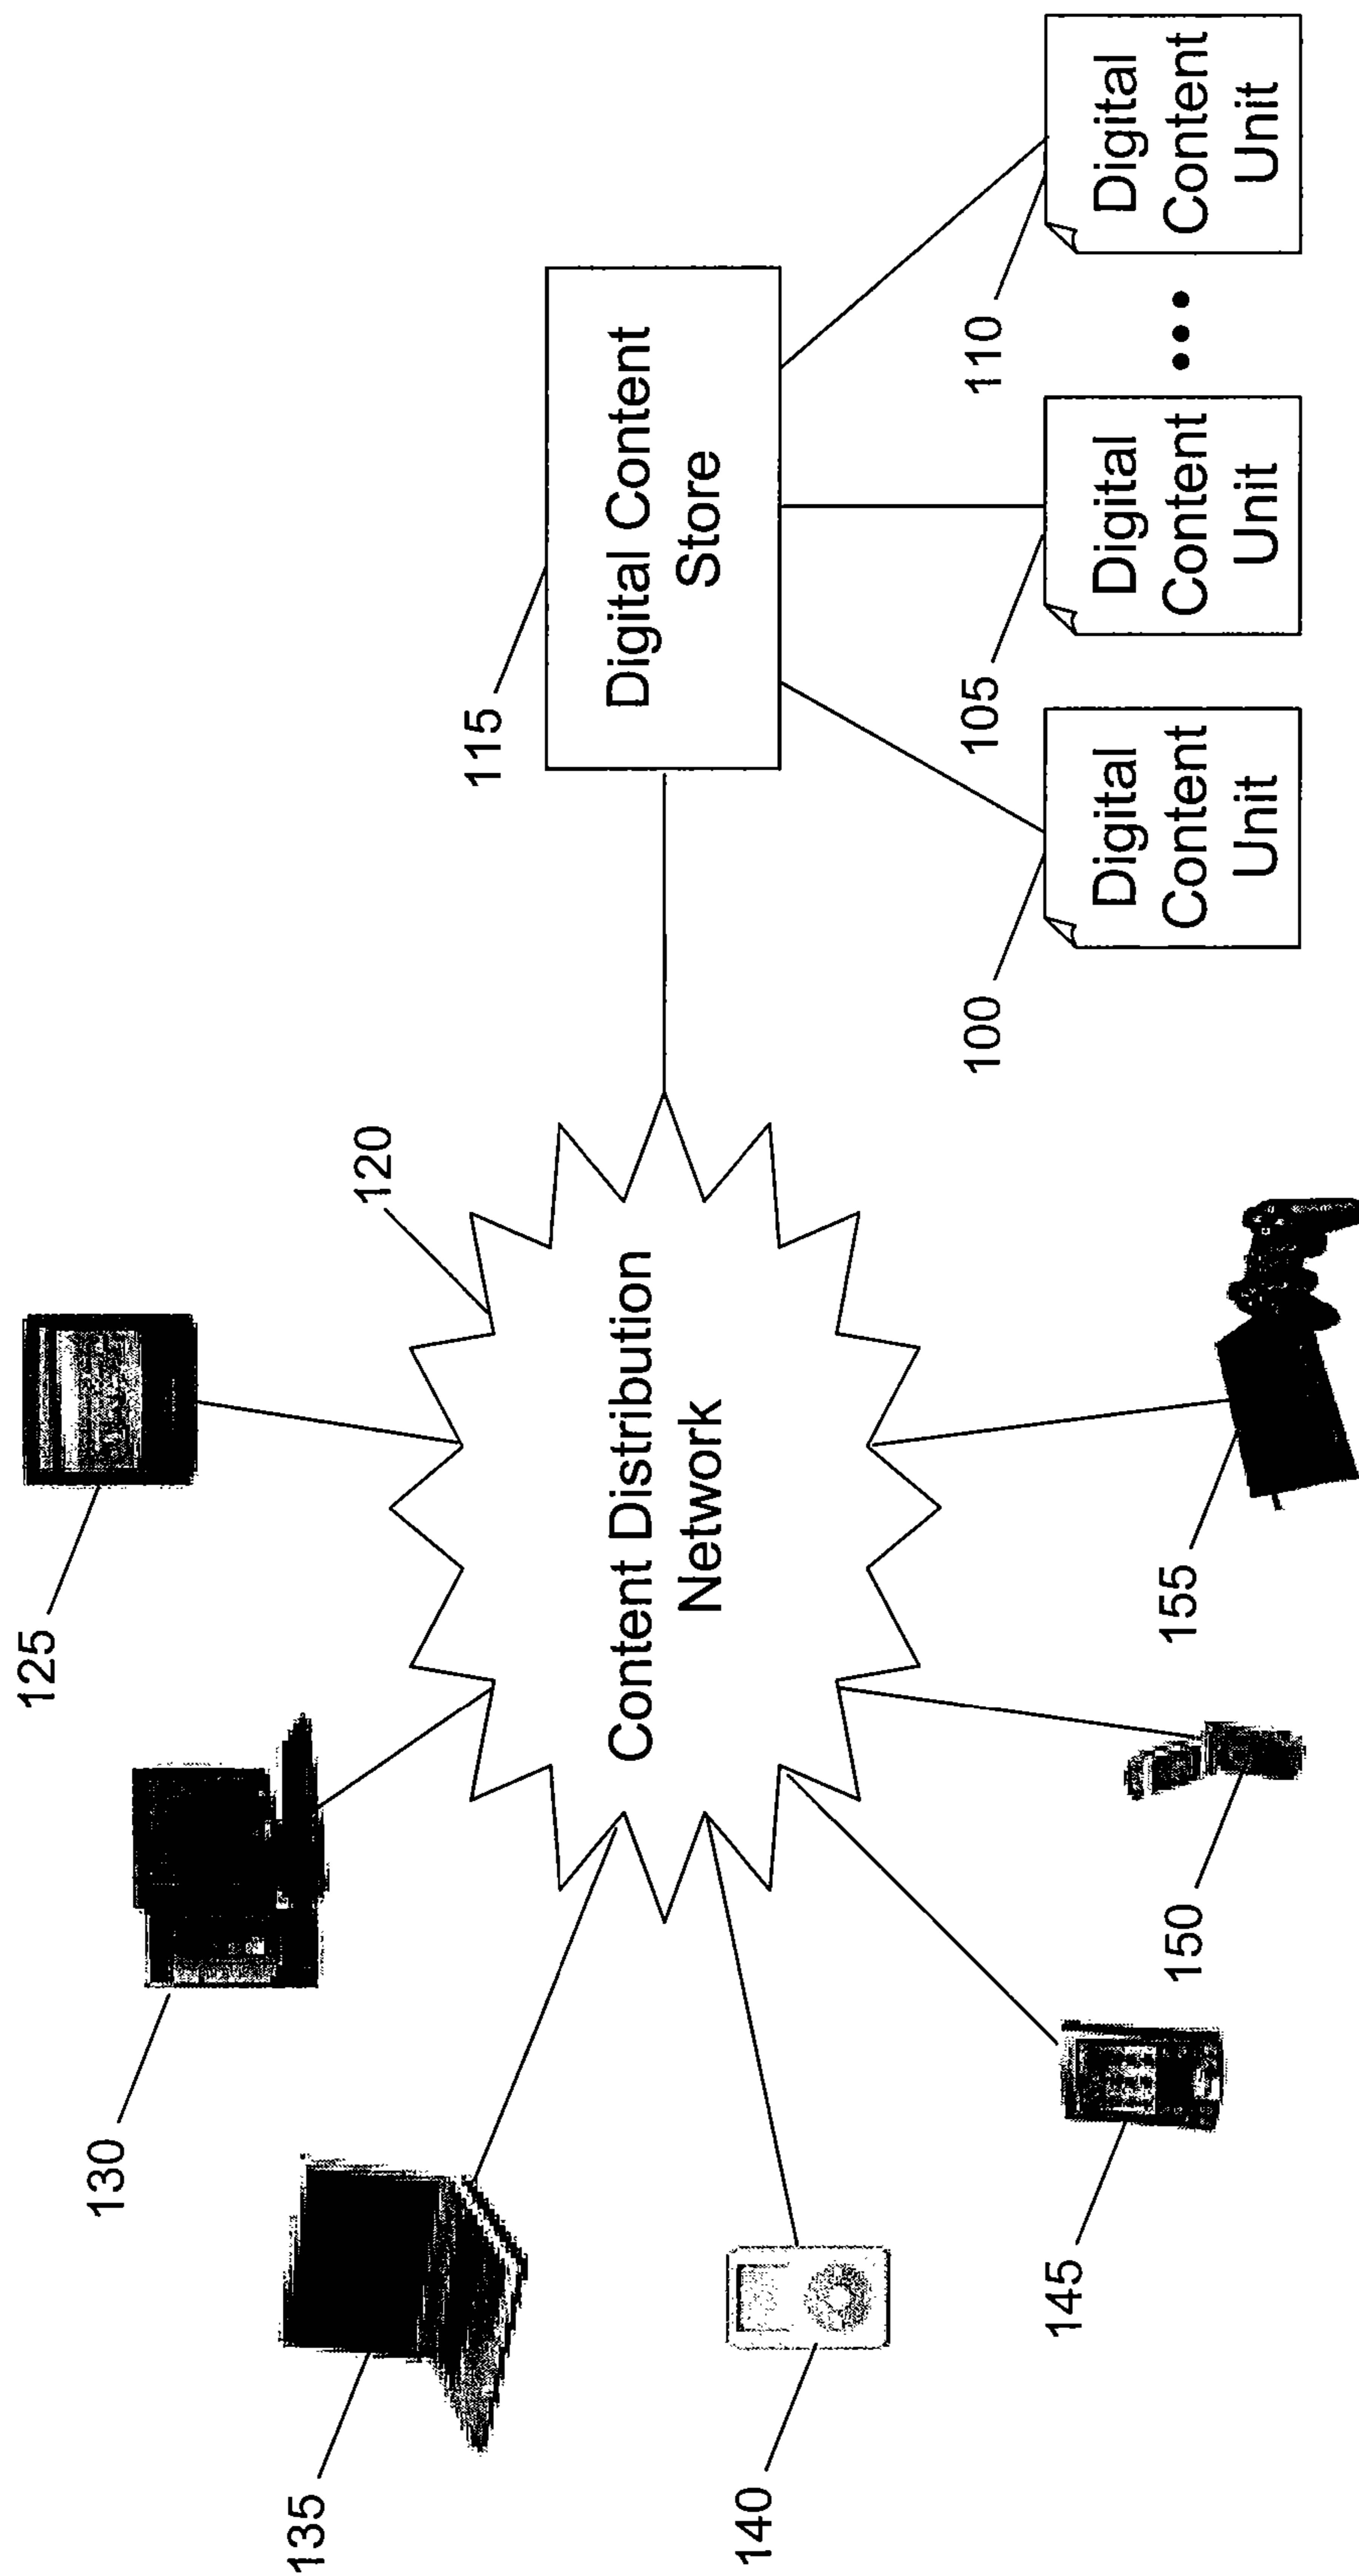 125
130
120
135
115
Digital Content
Store
Content Distribution
Network
140
110
105
100
145
150
155
Digital
Content
Unit
Digital
Content
Unit
•••
Digital
Content
Unit